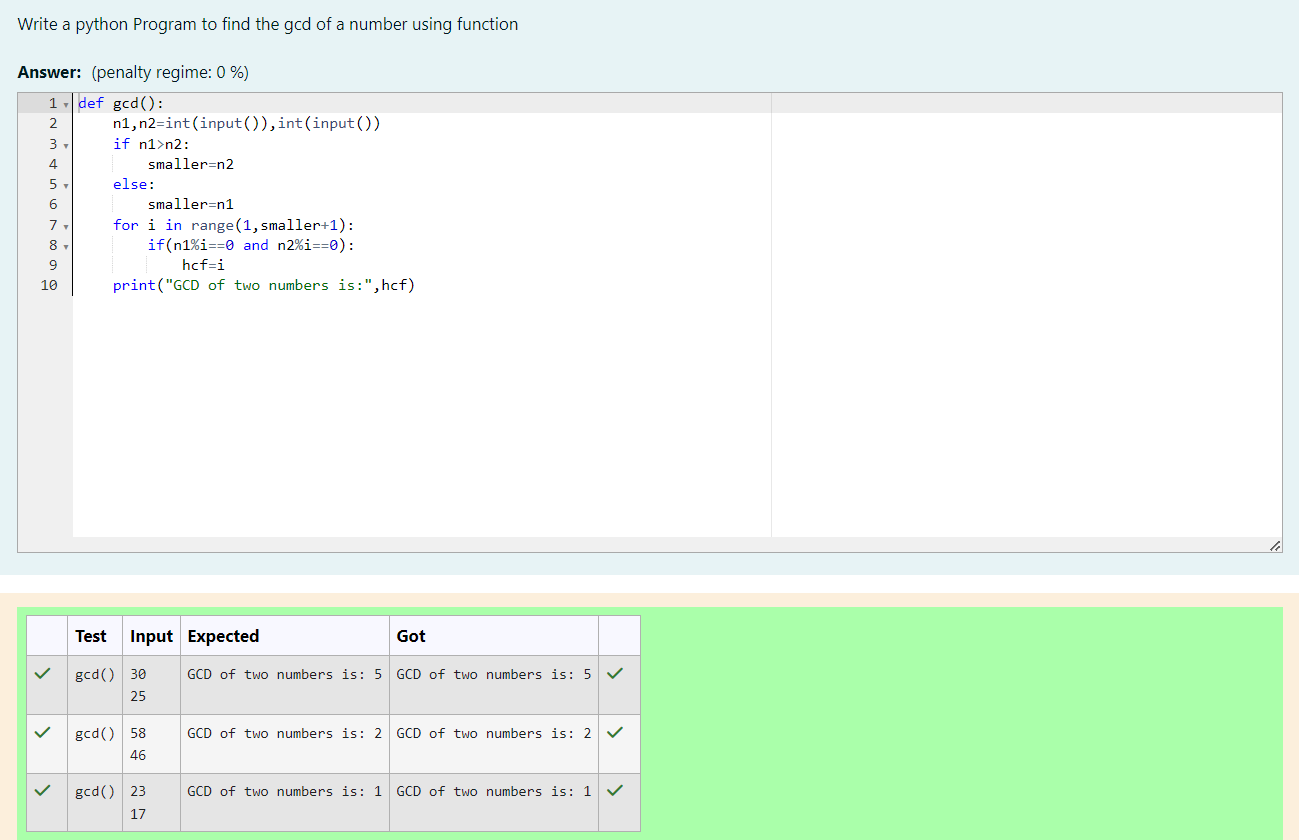 Write a python Program to find the gcd of a number using function
Answer: (penalty regime: 0 %)
1 def gcd():
2     n1,n2=int(input()),int(input())
3     if n1>n2:
4         smaller=n2
5     else:
6         smaller=n1
7     for i in range(1,smaller+1):
8         if(n1%i==0 and n2%i==0):
9             hcf=i
10     print("GCD of two numbers is:",hcf)
Test Input Expected Got
gcd() 30 GCD of two numbers is: 5 GCD of two numbers is: 5
25
gcd() 58 GCD of two numbers is: 2 GCD of two numbers is: 2
46
gcd() 23 GCD of two numbers is: 1 GCD of two numbers is: 1
17